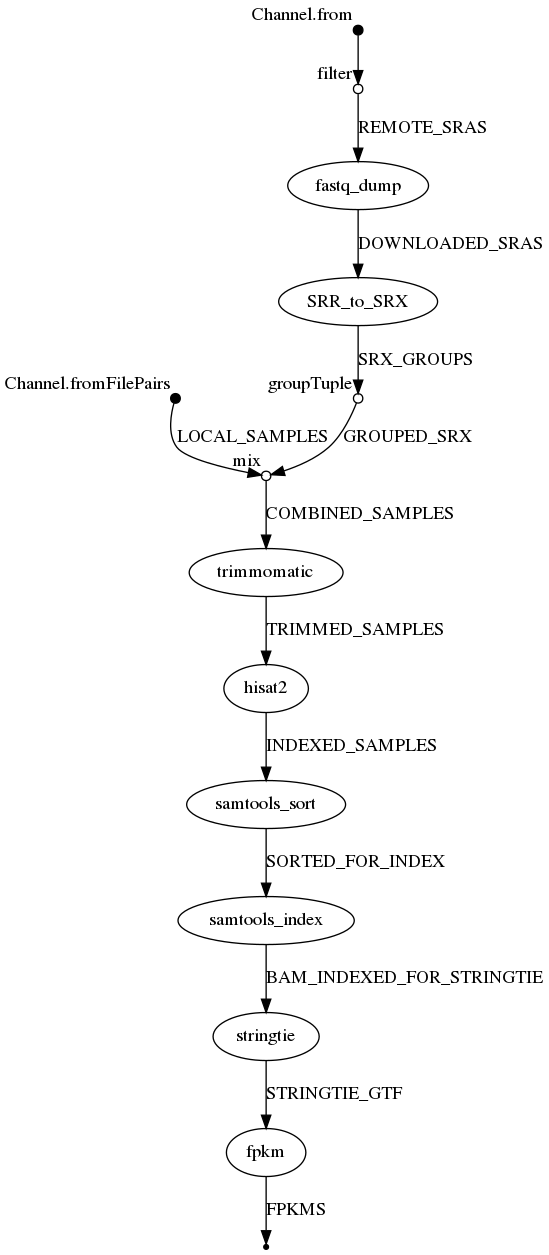 Channel.from
filter
REMOTE_SRAS
fastq_dump
DOWNLOADED_SRAS
SRR_to_SRX
SRX_GROUPS
Channel.fromFilePairs
groupTuple
LOCAL_SAMPLES
GROUPED_SRX
mix
COMBINED_SAMPLES
trimmomatic
TRIMMED_SAMPLES
hisat2
INDEXED_SAMPLES
samtools_sort
SORTED_FOR_INDEX
samtools_index
BAM_INDEXED_FOR_STRINGTIE
stringtie
STRINGTIE_GTF
fpkm
FPKMS